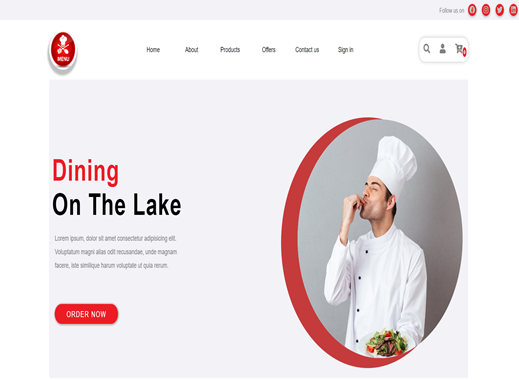 Follow us on
MENU
Home About Products Offers Contact us Sign in
0
Dining
On The Lake
Lorem ipsum, dolor sit amet consectetur adipisicing elit.
Voluptatum magni alias odit recusandae, unde magnam
facere, iste similique harum voluptate ut quia rerum.
ORDER NOW